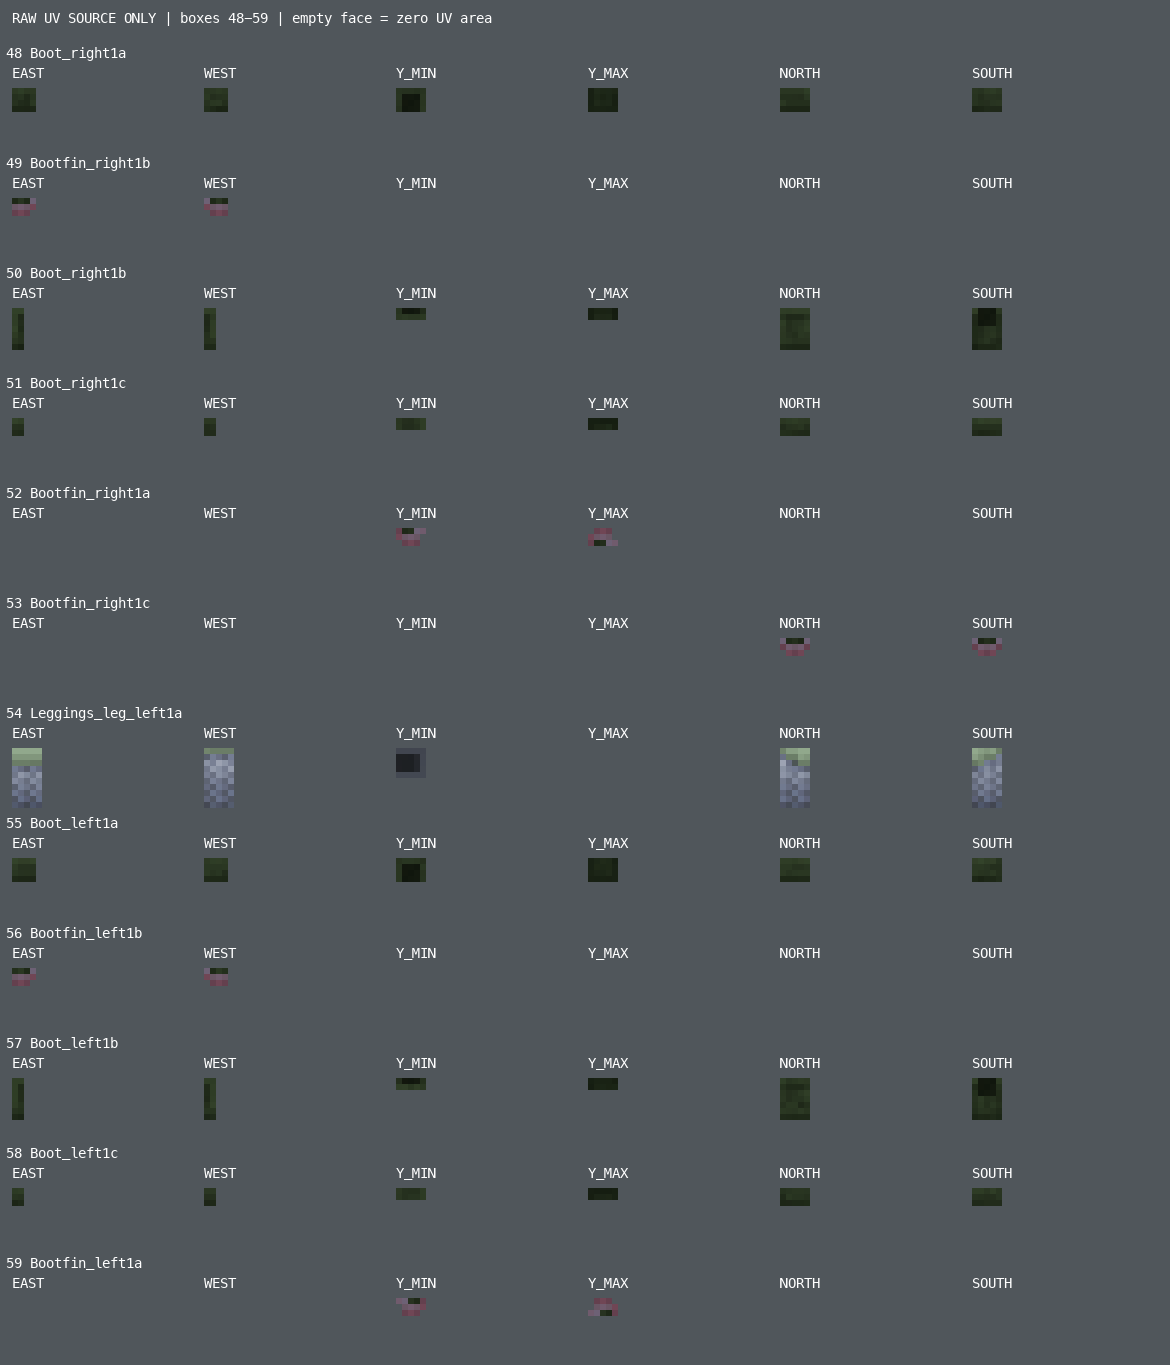 RAW UV SOURCE ONLY | boxes 48–59 | empty face = zero UV area
48 Boot_right1a
EAST WEST Y_MIN Y_MAX NORTH SOUTH
49 Bootfin_right1b
EAST WEST Y_MIN Y_MAX NORTH SOUTH
50 Boot_right1b
EAST WEST Y_MIN Y_MAX NORTH SOUTH
51 Boot_right1c
EAST WEST Y_MIN Y_MAX NORTH SOUTH
52 Bootfin_right1a
EAST WEST Y_MIN Y_MAX NORTH SOUTH
53 Bootfin_right1c
EAST WEST Y_MIN Y_MAX NORTH SOUTH
54 Leggings_leg_left1a
EAST WEST Y_MIN Y_MAX NORTH SOUTH
55 Boot_left1a
EAST WEST Y_MIN Y_MAX NORTH SOUTH
56 Bootfin_left1b
EAST WEST Y_MIN Y_MAX NORTH SOUTH
57 Boot_left1b
EAST WEST Y_MIN Y_MAX NORTH SOUTH
58 Boot_left1c
EAST WEST Y_MIN Y_MAX NORTH SOUTH
59 Bootfin_left1a
EAST WEST Y_MIN Y_MAX NORTH SOUTH